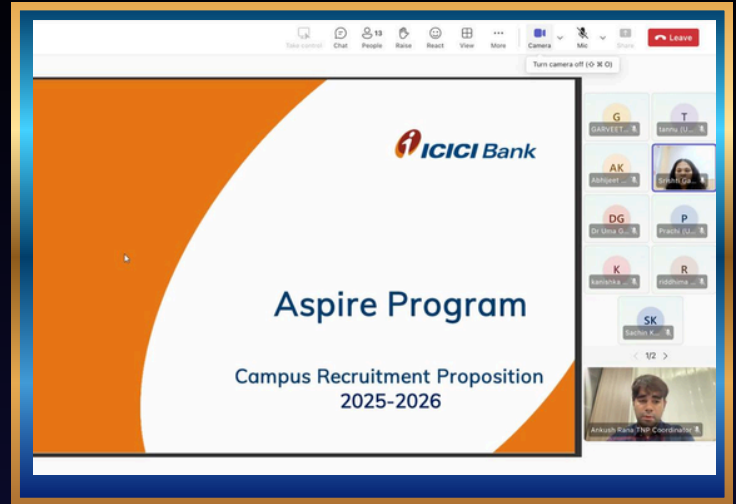 Take control
Chat
13
People
Raise
React
View
More
Camera
Mic
Share
Leave
Turn camera off (⇧ ⌘ O)
ICICI Bank
Aspire Program
Campus Recruitment Proposition
2025-2026
G
GARVEET...
T
tannu (U...
AK
Abhijeet ...
Srishti Ga...
DG
Dr Uma G...
P
Prachi (U...
K
kanishka ...
R
riddhima ...
SK
Sachin K...
1/2
Ankush Rana TNP Coordinator